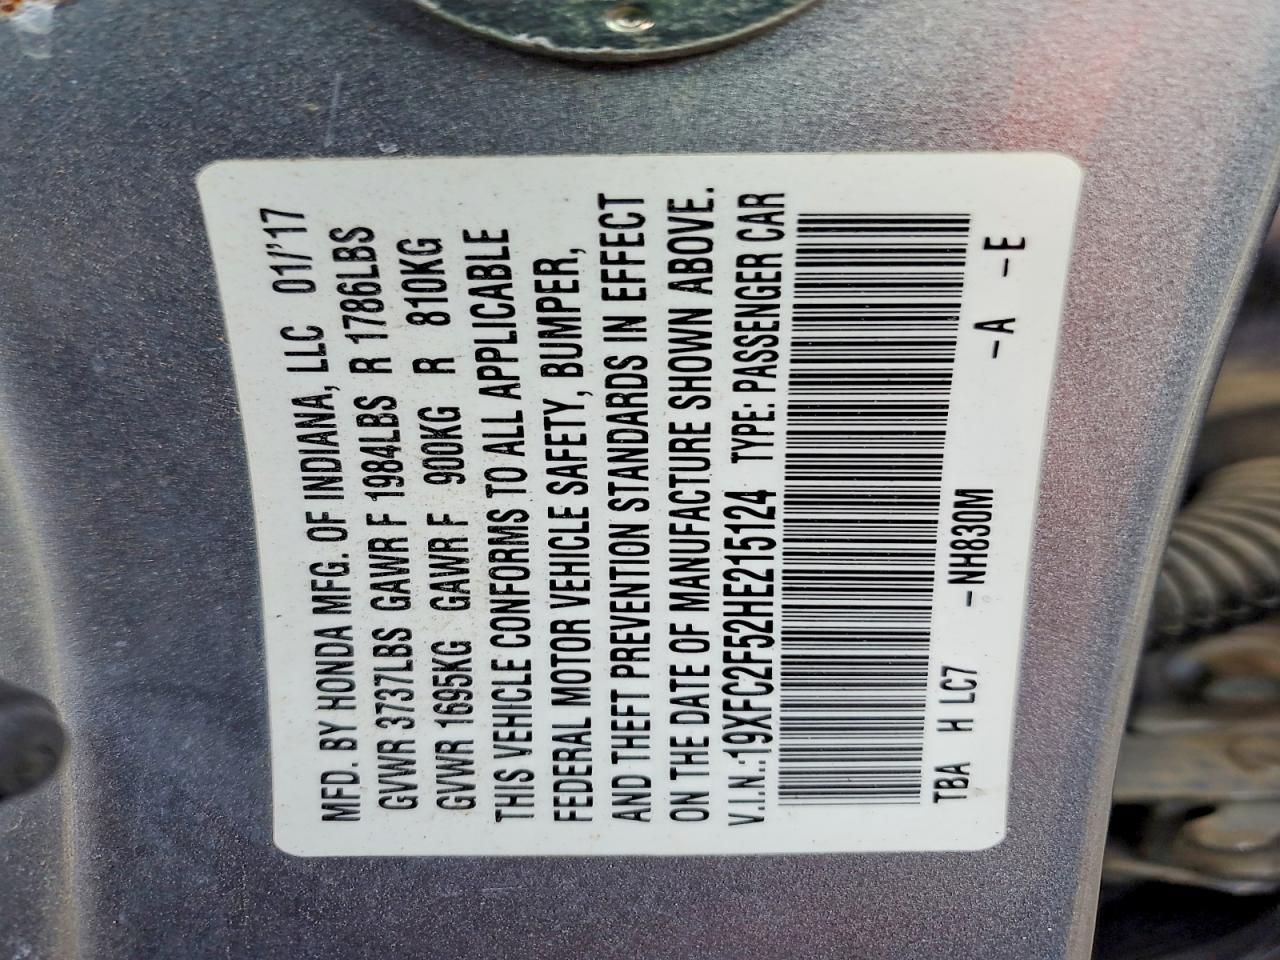 MFD. BY HONDA MFG. OF INDIANA, LLC 01/'17
GVWR 3737LBS GAWR F 1984LBS R 1786LBS
GVWR 1695KG GAWR F 900KG R 810KG
THIS VEHICLE CONFORMS TO ALL APPLICABLE
FEDERAL MOTOR VEHICLE SAFETY, BUMPER,
AND THEFT PREVENTION STANDARDS IN EFFECT
ON THE DATE OF MANUFACTURE SHOWN ABOVE.
V.I.N.:19XFC2F52HE215124 TYPE: PASSENGER CAR
TBA H LC7 -NH830M -A -E